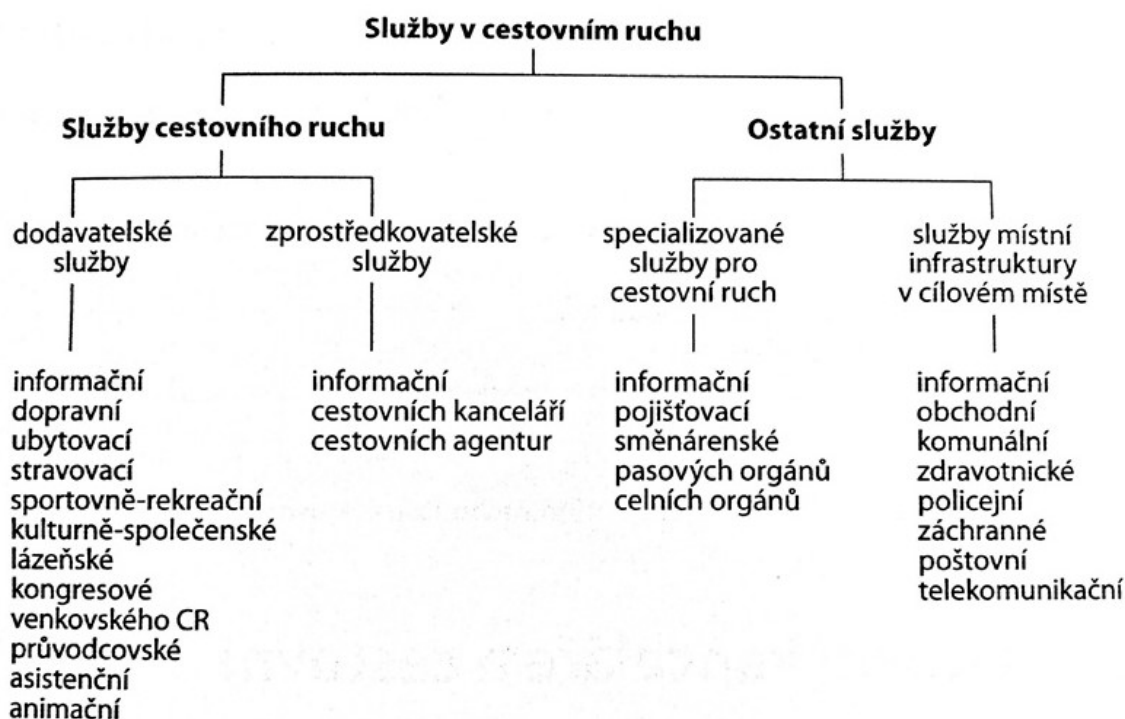 Služby v cestovním ruchu
Služby cestovního ruchu
Ostatní služby
dodavatelské
služby
zprostředkovatelské
služby
specializované
služby pro
cestovní ruch
služby místní
infrastruktury
v cílovém místě
informační
dopravní
ubytovací
stravovací
sportovně-rekreační
kulturně-společenské
lázeňské
kongresové
venkovského CR
průvodcovské
asistenční
animační
informační
cestovních kanceláří
cestovních agentur
informační
pojišťovací
směnárenské
pasových orgánů
celních orgánů
informační
obchodní
komunální
zdravotnické
policejní
záchranné
poštovní
telekomunikační